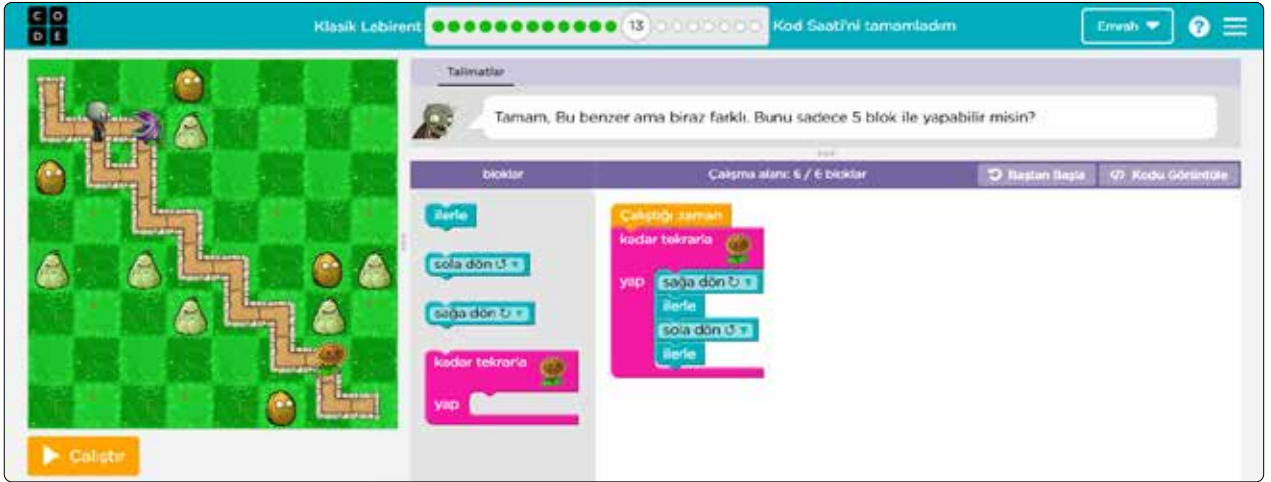 C O
D E
Klasik Labirent
13
Kod Saati'ni tamamladım
Emrah
?
Talimatlar
Tamam, Bu benzer ama biraz farklı. Bunu sadece 5 blok ile yapabilir misin?
bloklar
Çalışma alanı: 6 / 6 bloklar
Baştan Başla
Kodu Görüntüle
ilerle
sola dön
sağa dön
kadar tekrarla
yap
Çalıştığı zaman
kadar tekrarla
yap
sağa dön
ilerle
sola dön
ilerle
Çalıştır